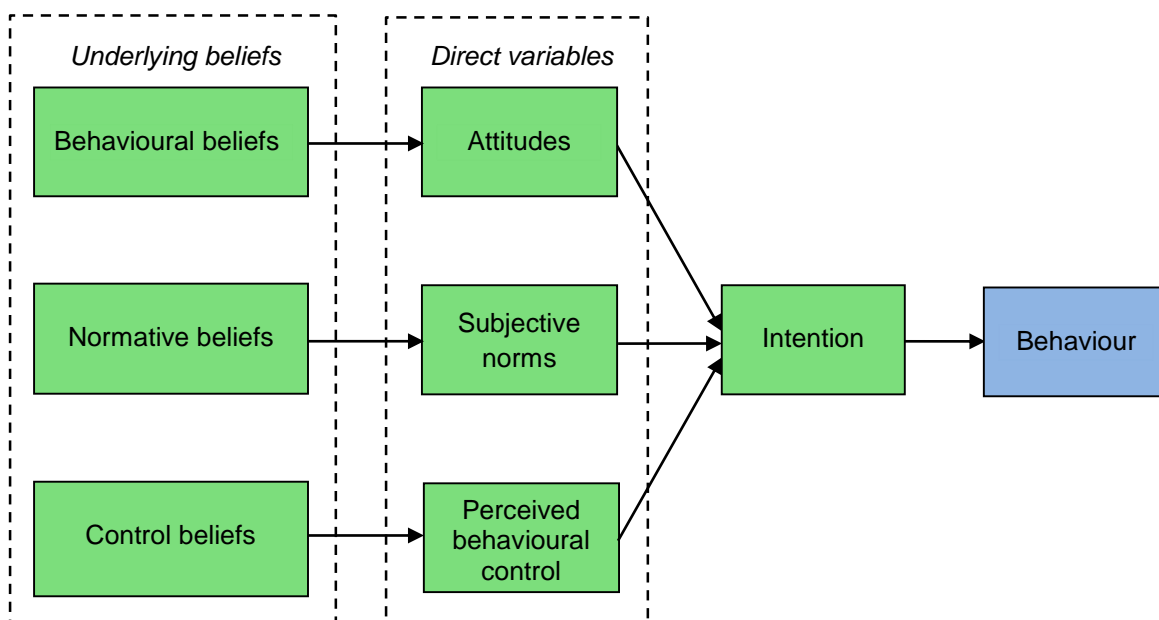 Underlying beliefs
Direct variables
Behavioural beliefs
Attitudes
Normative beliefs
Subjective
norms
Intention
Behaviour
Control beliefs
Perceived
behavioural
control